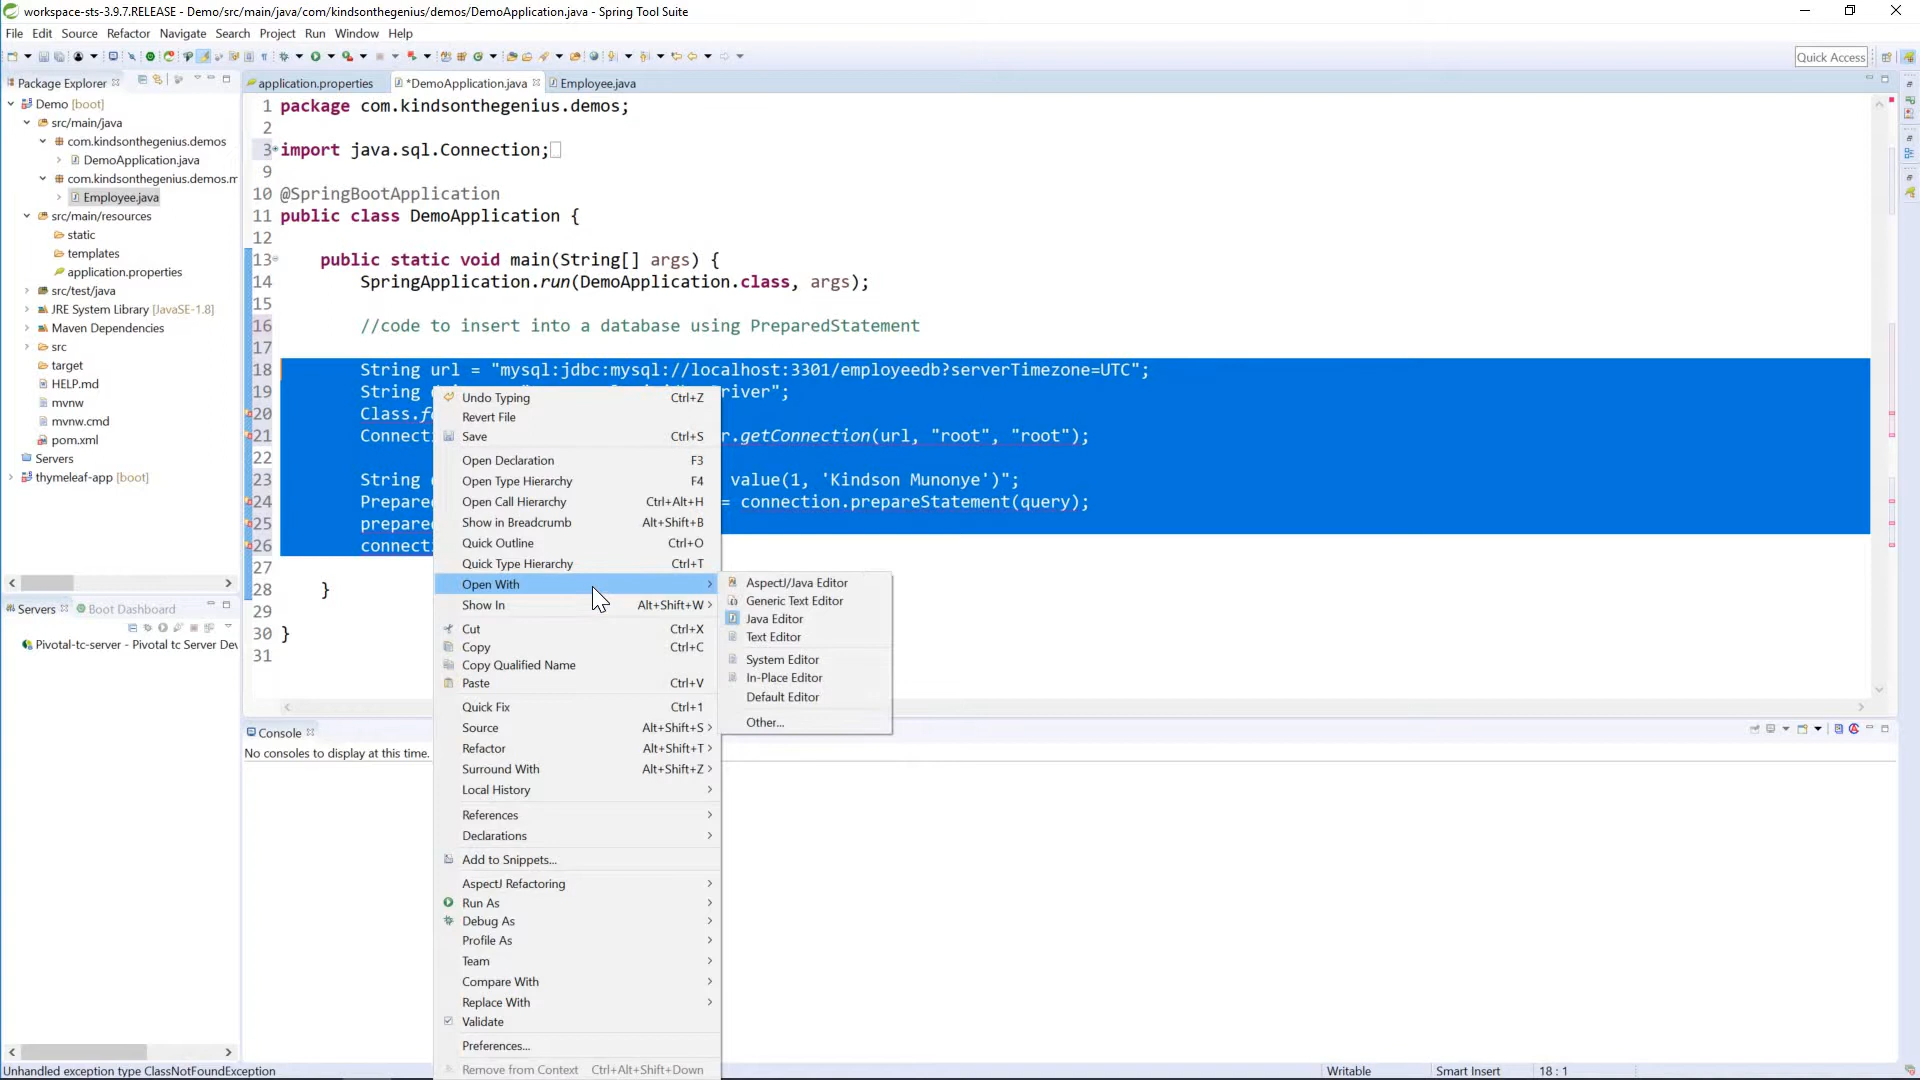 workspace-sts-3.9.7.RELEASE - Demo/src/main/java/com/kindsonthegenius/demos/DemoApplication.java - Spring Tool Suite
File Edit Source Refactor Navigate Search Project Run Window Help
Quick Access
Package Explorer
Demo [boot]
src/main/java
com.kindsonthegenius.demos
DemoApplication.java
com.kindsonthegenius.demos.m
Employee.java
src/main/resources
static
templates
application.properties
src/test/java
JRE System Library [JavaSE-1.8]
Maven Dependencies
src
target
HELP.md
mvnw
mvnw.cmd
pom.xml
Servers
thymeleaf-app [boot]
Servers Boot Dashboard
Pivotal-tc-server - Pivotal tc Server Dev
application.properties *DemoApplication.java Employee.java
1 package com.kindsonthegenius.demos;
2
3 import java.sql.Connection;
9
10 @SpringBootApplication
11 public class DemoApplication {
12
13 public static void main(String[] args) {
14 SpringApplication.run(DemoApplication.class, args);
15
16 //code to insert into a database using PreparedStatement
17
18 String url = "mysql:jdbc:mysql://localhost:3301/employeedb?serverTimezone=UTC";
19 String river";
20 Class.f
21 Connecti r.getConnection(url, "root", "root");
22
23 String value(1, 'Kindson Munonye')";
24 Prepared = connection.prepareStatement(query);
25 prepared
26 connecti
27
28 }
29
30 }
31
Undo Typing Ctrl+Z
Revert File
Save Ctrl+S
Open Declaration F3
Open Type Hierarchy F4
Open Call Hierarchy Ctrl+Alt+H
Show in Breadcrumb Alt+Shift+B
Quick Outline Ctrl+O
Quick Type Hierarchy Ctrl+T
Open With
Show In Alt+Shift+W
Cut Ctrl+X
Copy Ctrl+C
Copy Qualified Name
Paste Ctrl+V
Quick Fix Ctrl+1
Source Alt+Shift+S
Refactor Alt+Shift+T
Surround With Alt+Shift+Z
Local History
References
Declarations
Add to Snippets...
AspectJ Refactoring
Run As
Debug As
Profile As
Team
Compare With
Replace With
Validate
Preferences...
Remove from Context Ctrl+Alt+Shift+Down
AspectJ/Java Editor
Generic Text Editor
Java Editor
Text Editor
System Editor
In-Place Editor
Default Editor
Other...
Console
No consoles to display at this time.
Unhandled exception type ClassNotFoundException
Writable Smart Insert 18 : 1